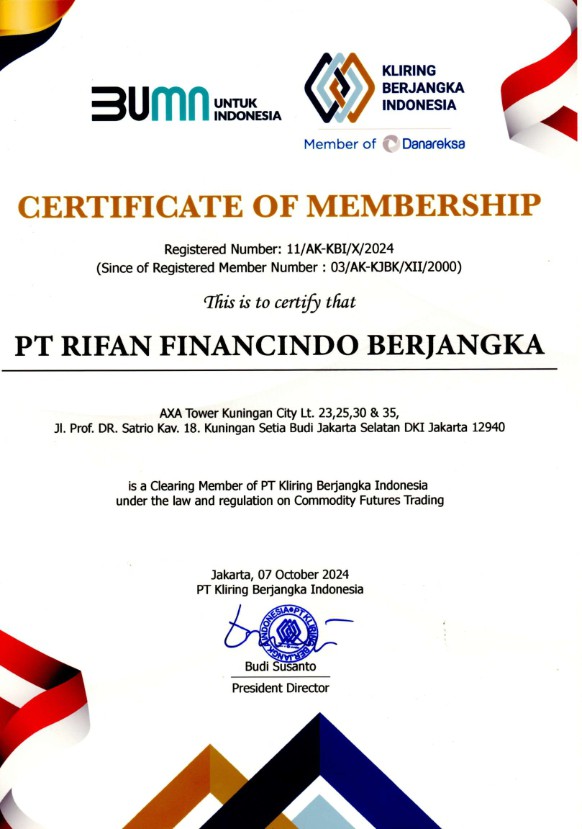 BUMN UNTUK
INDONESIA
KLIRING
BERJANGKA
INDONESIA
Member of Danareksa
CERTIFICATE OF MEMBERSHIP
Registered Number: 11/AK-KBI/X/2024
(Since of Registered Member Number : 03/AK-KJBK/XII/2000)
This is to certify that
PT RIFAN FINANCINDO BERJANGKA
AXA Tower Kuningan City Lt. 23,25,30 & 35,
Jl. Prof. DR. Satrio Kav. 18. Kuningan Setia Budi Jakarta Selatan DKI Jakarta 12940
is a Clearing Member of PT Kliring Berjangka Indonesia
under the law and regulation on Commodity Futures Trading
Jakarta, 07 October 2024
PT Kliring Berjangka Indonesia
PT KLIRING BERJANGKA INDONESIA
Budi Susanto
President Director